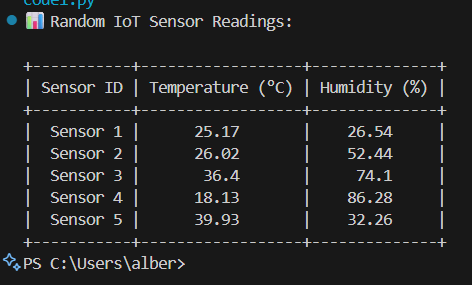 code1.py
📊 Random IoT Sensor Readings:
+-----------+------------------+--------------+
| Sensor ID | Temperature (°C) | Humidity (%) |
+-----------+------------------+--------------+
|  Sensor 1 |      25.17       |    26.54     |
|  Sensor 2 |      26.02       |    52.44     |
|  Sensor 3 |       36.4       |     74.1     |
|  Sensor 4 |      18.13       |    86.28     |
|  Sensor 5 |      39.93       |    32.26     |
+-----------+------------------+--------------+
PS C:\Users\alber>